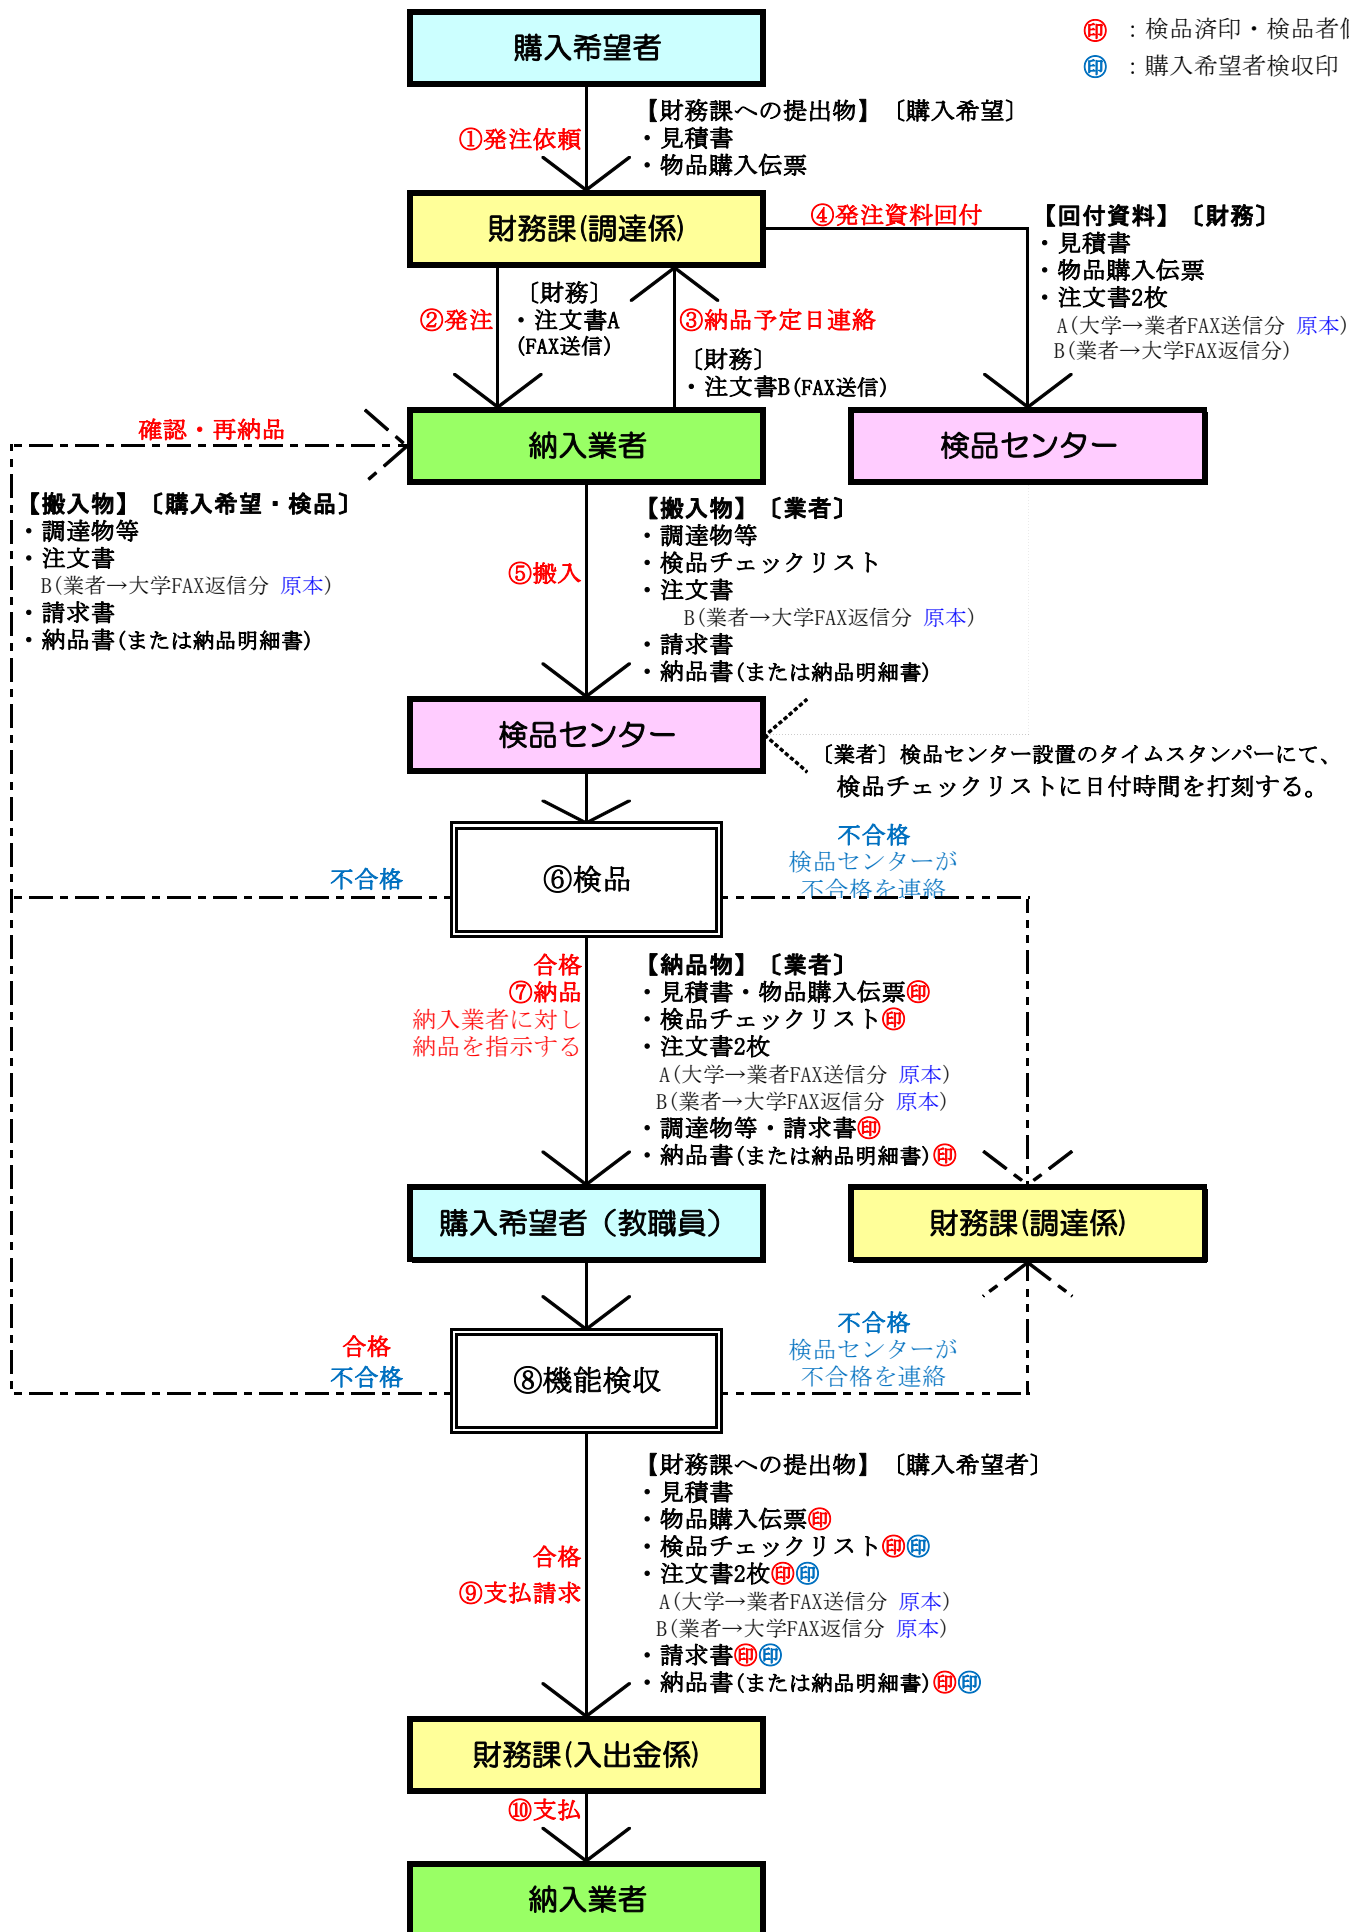 購入希望者
㊞ ：検品済印・検品者
㊞ ：購入希望者検収印
①発注依頼
【財務課への提出物】〔購入希望〕
・見積書
・物品購入伝票
財務課(調達係)
④発注資料回付
【回付資料】〔財務〕
・見積書
・物品購入伝票
・注文書2枚
A(大学→業者FAX送信分 原本)
B(業者→大学FAX返信分)
②発注
〔財務〕
・注文書A
(FAX送信)
③納品予定日連絡
〔財務〕
・注文書B(FAX送信)
確認・再納品
納入業者
検品センター
【搬入物】〔購入希望・検品〕
・調達物等
・注文書
B(業者→大学FAX返信分 原本)
・請求書
・納品書(または納品明細書)
⑤搬入
【搬入物】〔業者〕
・調達物等
・検品チェックリスト
・注文書
B(業者→大学FAX返信分 原本)
・請求書
・納品書(または納品明細書)
検品センター
〔業者〕検品センター設置のタイムスタンパーにて、
検品チェックリストに日付時間を打刻する。
不合格
⑥検品
不合格
検品センターが
不合格を連絡
合格
⑦納品
納入業者に対し
納品を指示する
【納品物】〔業者〕
・見積書・物品購入伝票㊞
・検品チェックリスト㊞
・注文書2枚
A(大学→業者FAX送信分 原本)
B(業者→大学FAX返信分 原本)
・調達物等・請求書㊞
・納品書(または納品明細書)㊞
購入希望者（教職員）
財務課(調達係)
合格
不合格
⑧機能検収
不合格
検品センターが
不合格を連絡
合格
⑨支払請求
【財務課への提出物】〔購入希望者〕
・見積書
・物品購入伝票㊞
・検品チェックリスト㊞㊞
・注文書2枚㊞㊞
A(大学→業者FAX送信分 原本)
B(業者→大学FAX返信分 原本)
・請求書㊞㊞
・納品書(または納品明細書)㊞㊞
財務課(入出金係)
⑩支払
納入業者